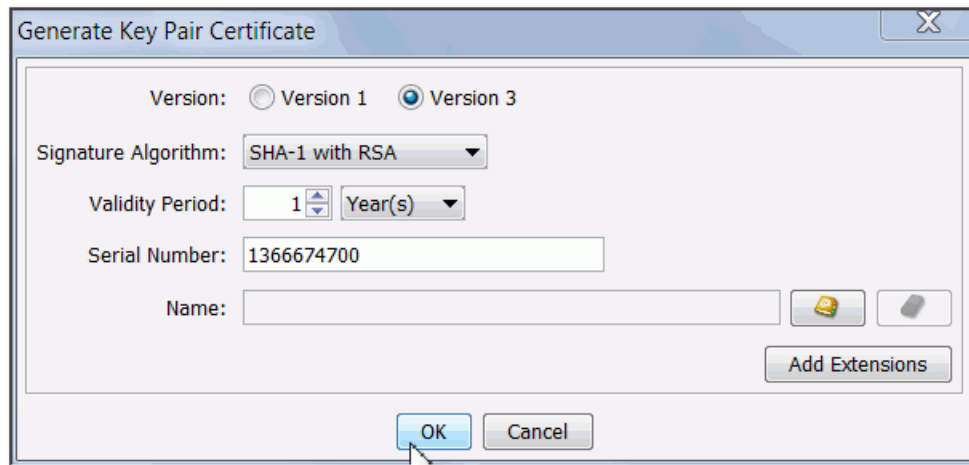 Generate Key Pair Certificate
Version: Version 1 Version 3
Signature Algorithm: SHA-1 with RSA
Validity Period: 1 Year(s)
Serial Number: 1366674700
Name:
Add Extensions
OK Cancel